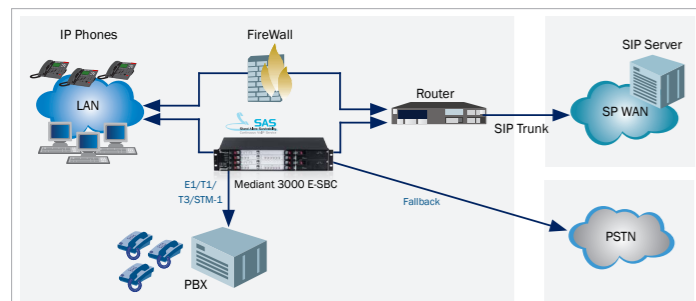 IP Phones
FireWall
SIP Server
LAN
Router
SP WAN
SIP Trunk
SAS
Mediant 3000 E-SBC
E1/T1/
T3/STM-1
Fallback
PSTN
PBX